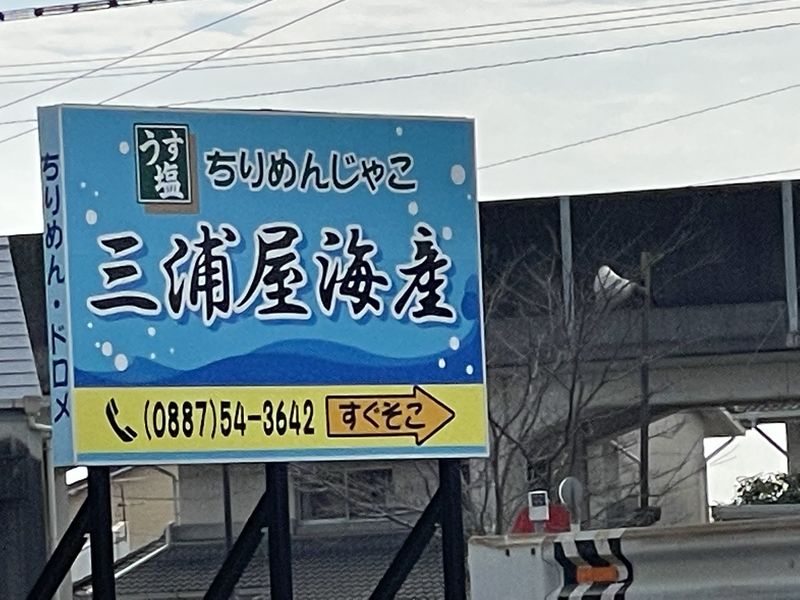 うす
塩
ちりめんじゃこ
三浦屋海産
(0887)54-3642
すぐそこ
ちりめん・ドロメ